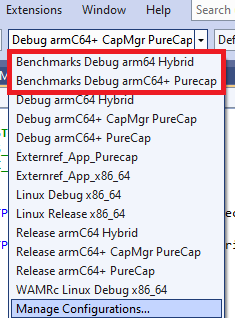 Extensions Window Help
Debug armC64+ CapMgr PureCap
Benchmarks Debug arm64 Hybrid
Benchmarks Debug armC64+ Purecap
Debug armC64 Hybrid
Debug armC64+ CapMgr PureCap
Debug armC64+ PureCap
Externref_App_Purecap
Externref_App_x86_64
Linux Debug x86_64
Linux Release x86_64
Release armC64 Hybrid
Release armC64+ CapMgr PureCap
Release armC64+ PureCap
WAMRc Linux Debug x86_64
Manage Configurations...